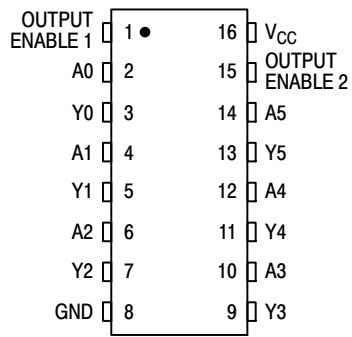 OUTPUT
ENABLE 1 1 16 VCC
A0 2 15 OUTPUT
ENABLE 2
Y0 3 14 A5
A1 4 13 Y5
Y1 5 12 A4
A2 6 11 Y4
Y2 7 10 A3
GND 8 9 Y3